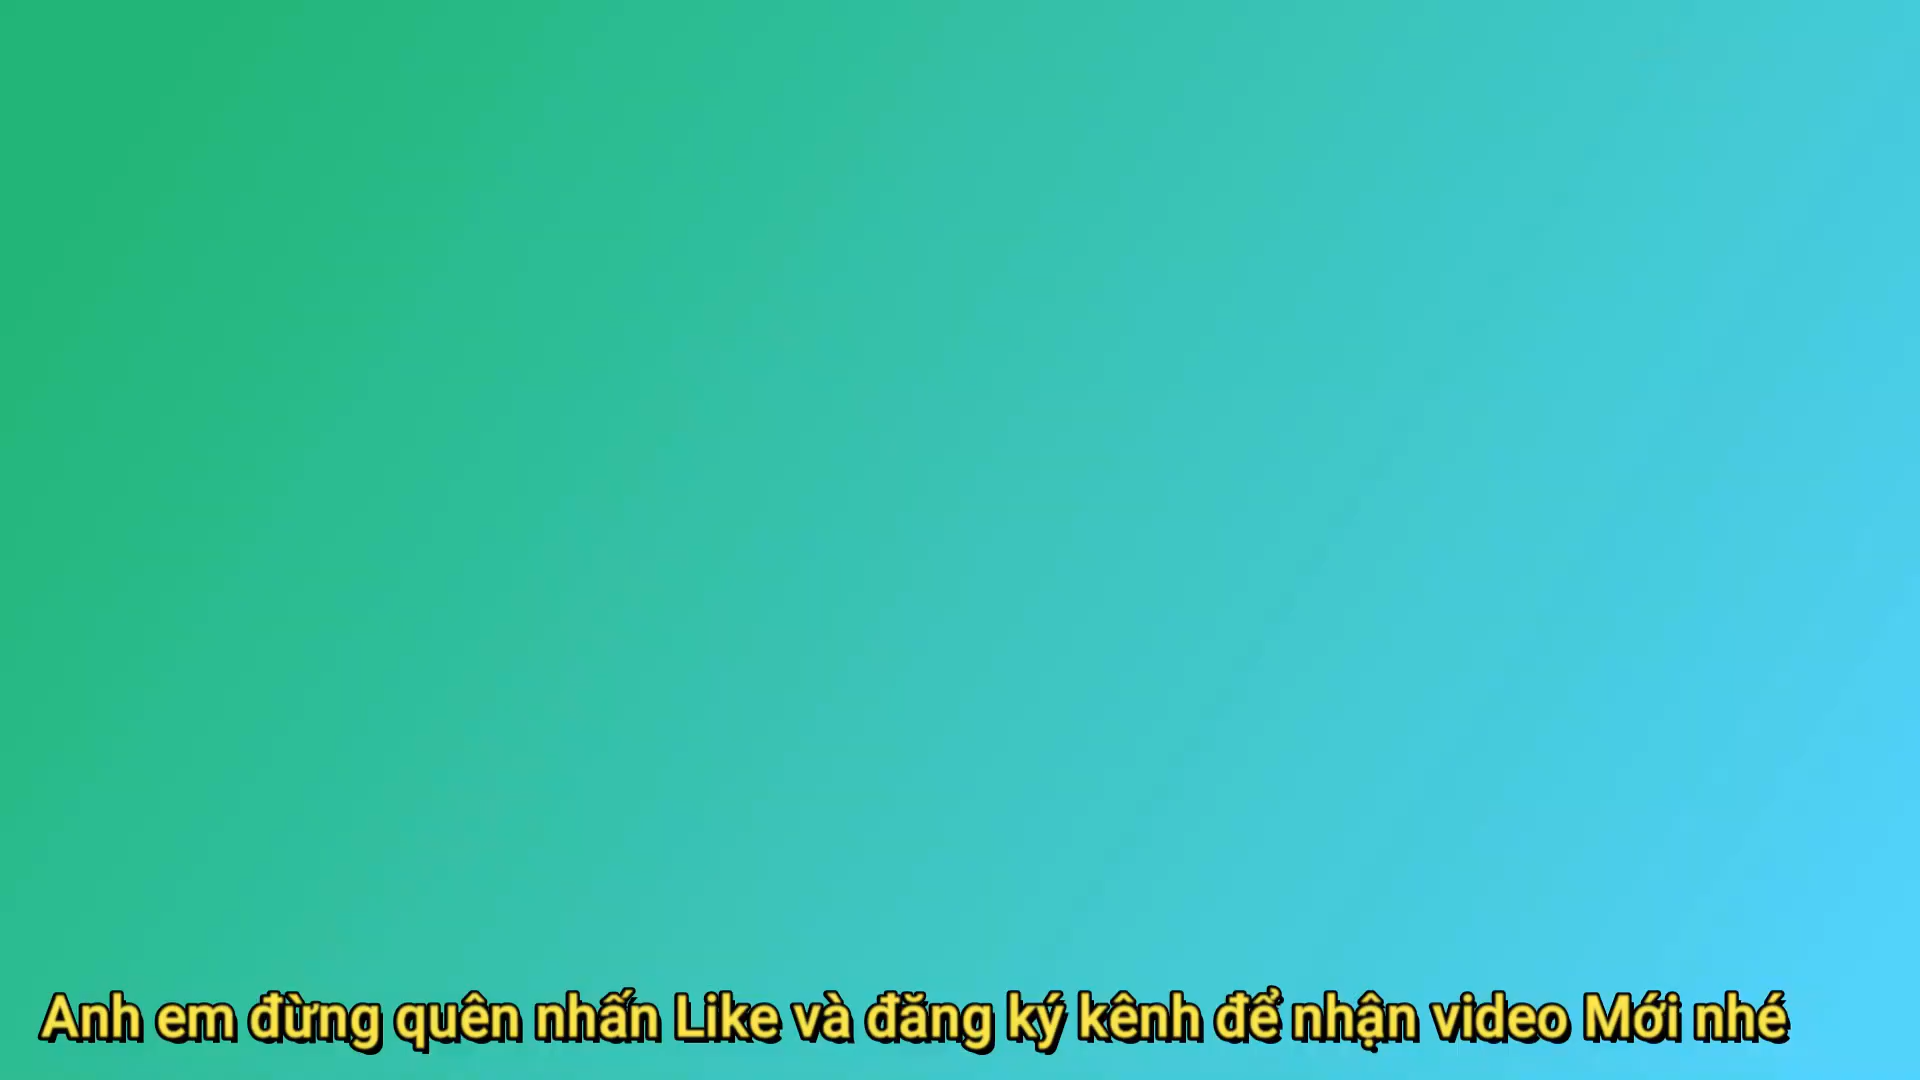 Anh em đừng quên nhấn Like và đăng ký kênh để nhận video Mới nhé